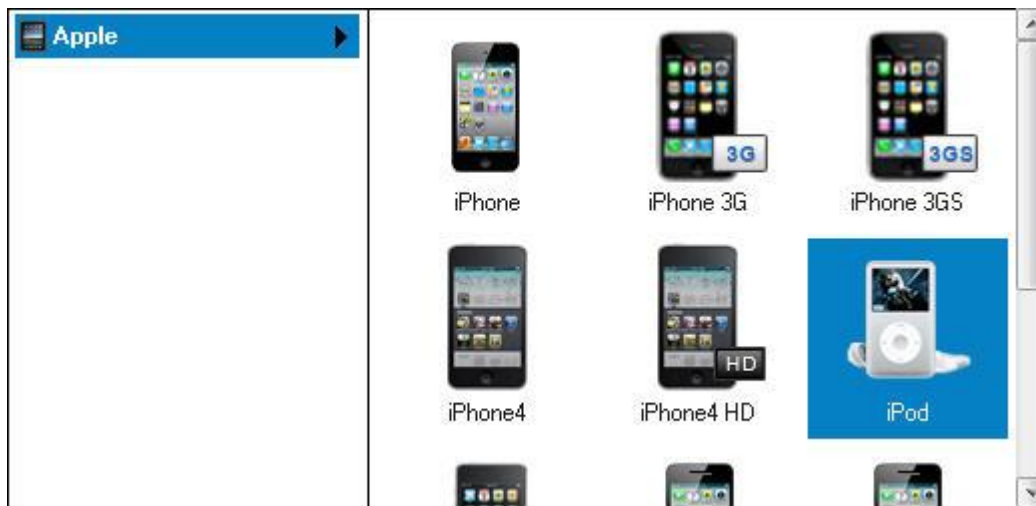 Apple
3G
3GS
iPhone
iPhone 3G
iPhone 3GS
HD
iPhone4
iPhone4 HD
iPod